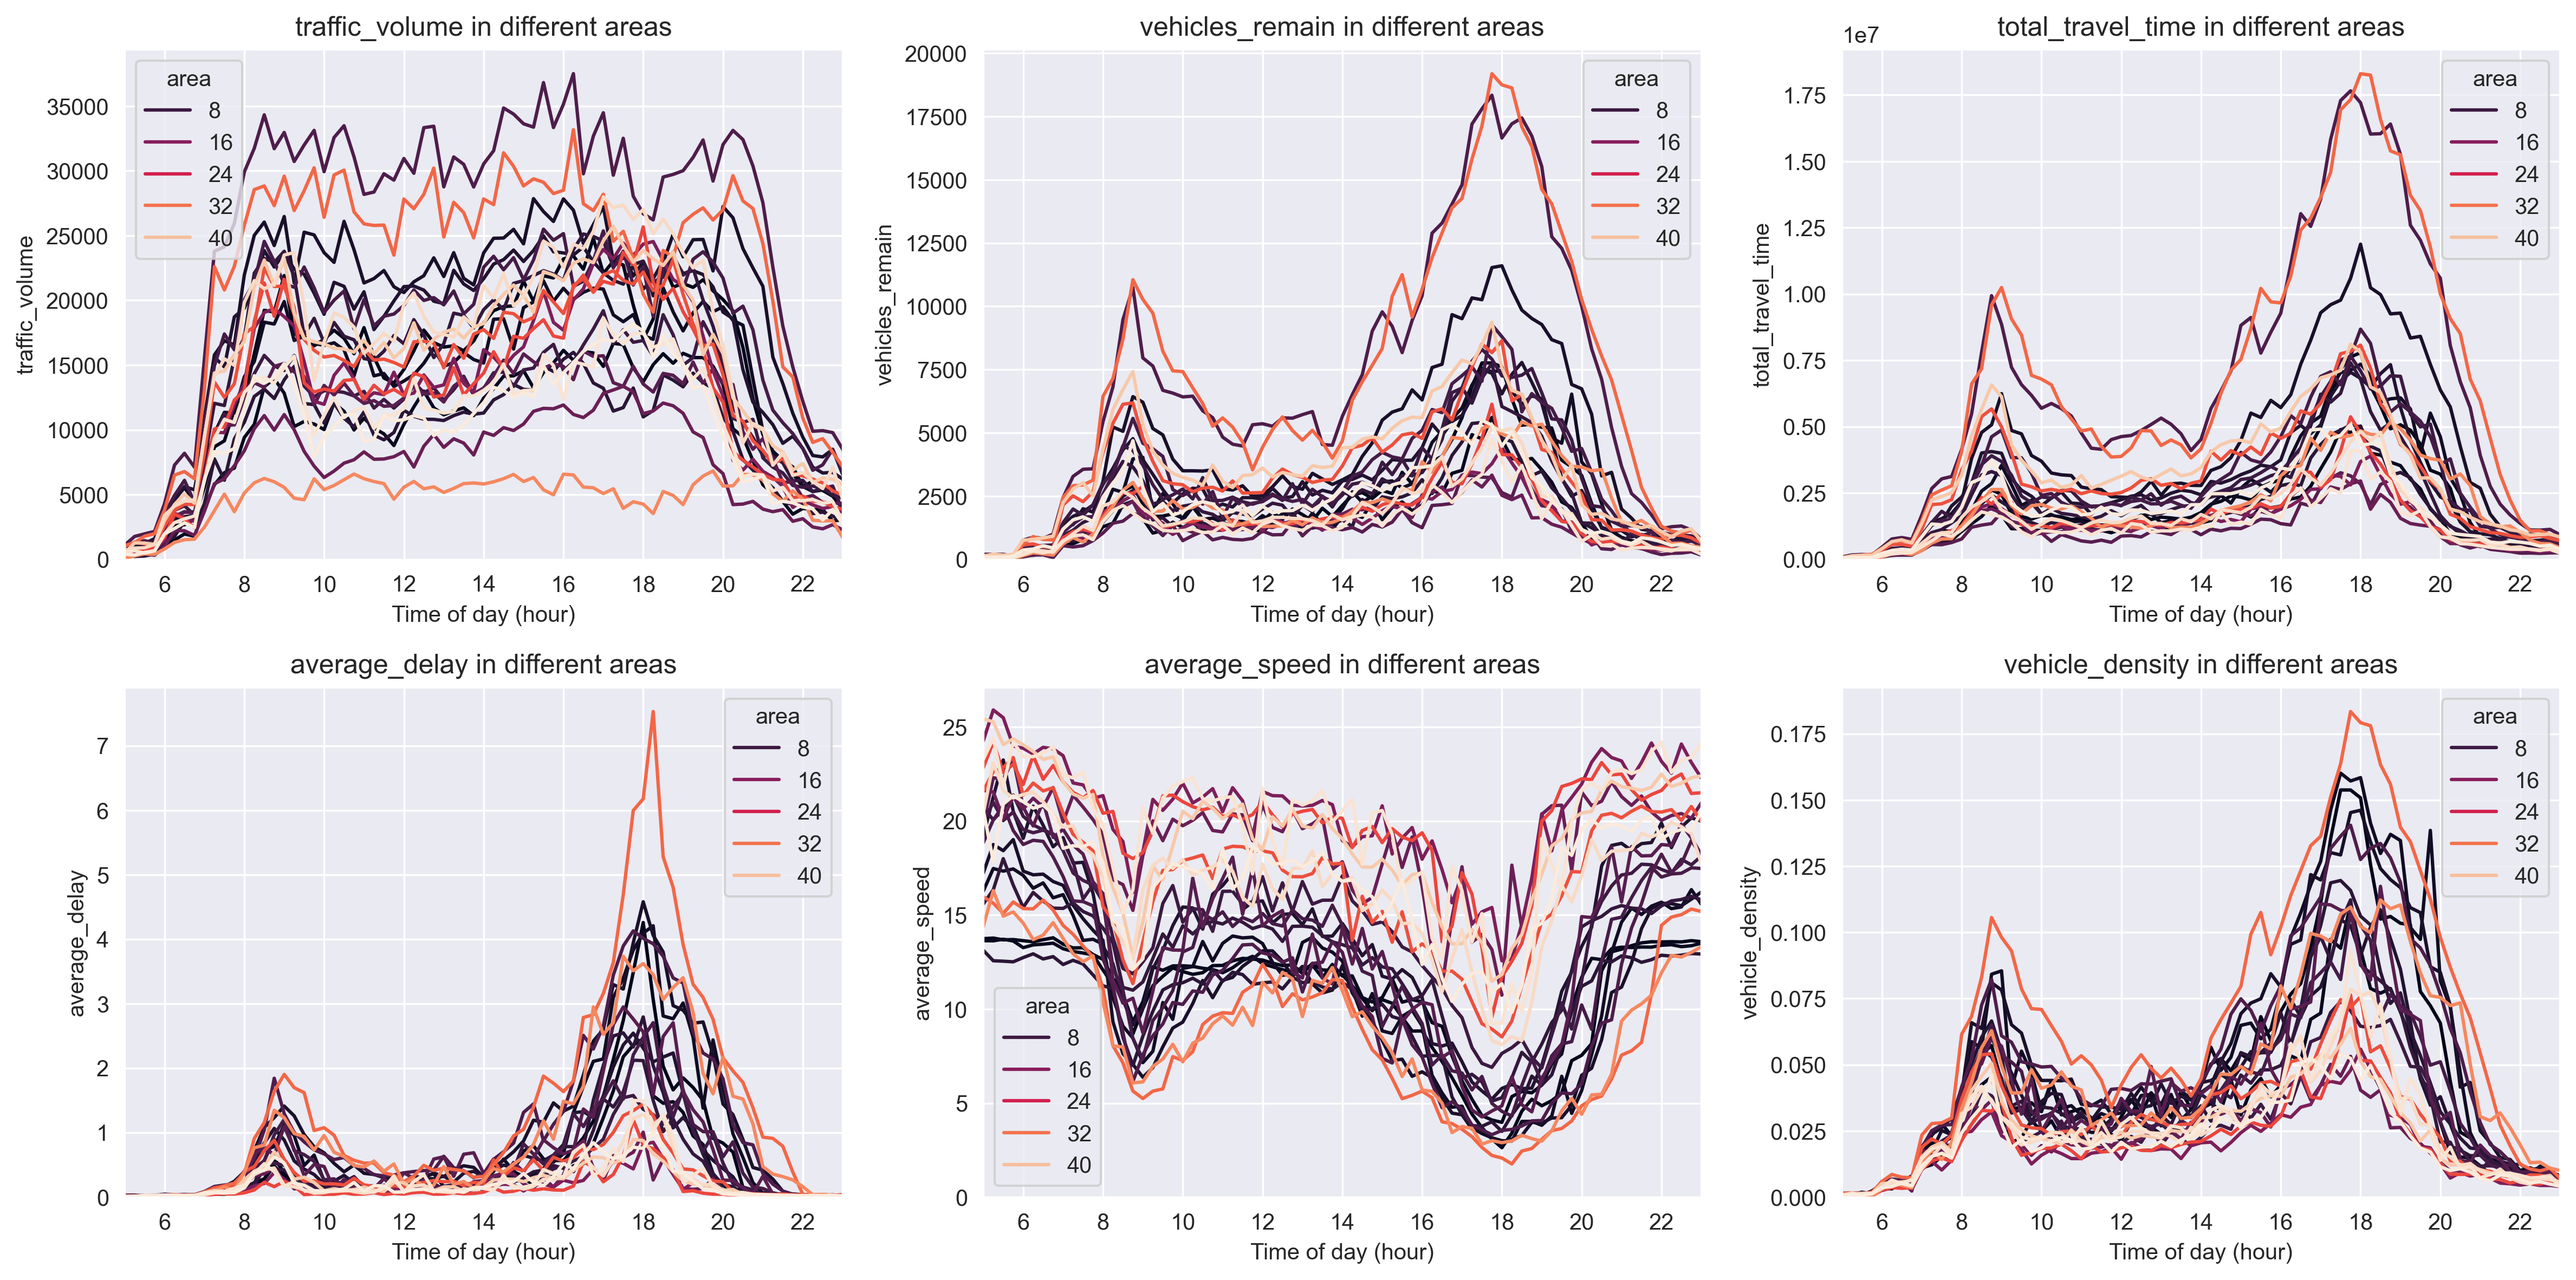 traffic_volume in different areas
traffic_volume
35000
30000
25000
20000
15000
10000
5000
0
area
8
16
24
32
40
6 8 10 12 14 16 18 20 22
Time of day (hour)
vehicles_remain in different areas
vehicles_remain
20000
17500
15000
12500
10000
7500
5000
2500
0
area
8
16
24
32
40
6 8 10 12 14 16 18 20 22
Time of day (hour)
total_travel_time in different areas
1e7
total_travel_time
1.75
1.50
1.25
1.00
0.75
0.50
0.25
0.00
area
8
16
24
32
40
6 8 10 12 14 16 18 20 22
Time of day (hour)
average_delay in different areas
average_delay
7
6
5
4
3
2
1
0
area
8
16
24
32
40
6 8 10 12 14 16 18 20 22
Time of day (hour)
average_speed in different areas
average_speed
25
20
15
10
5
0
area
8
16
24
32
40
6 8 10 12 14 16 18 20 22
Time of day (hour)
vehicle_density in different areas
vehicle_density
0.175
0.150
0.125
0.100
0.075
0.050
0.025
0.000
area
8
16
24
32
40
6 8 10 12 14 16 18 20 22
Time of day (hour)